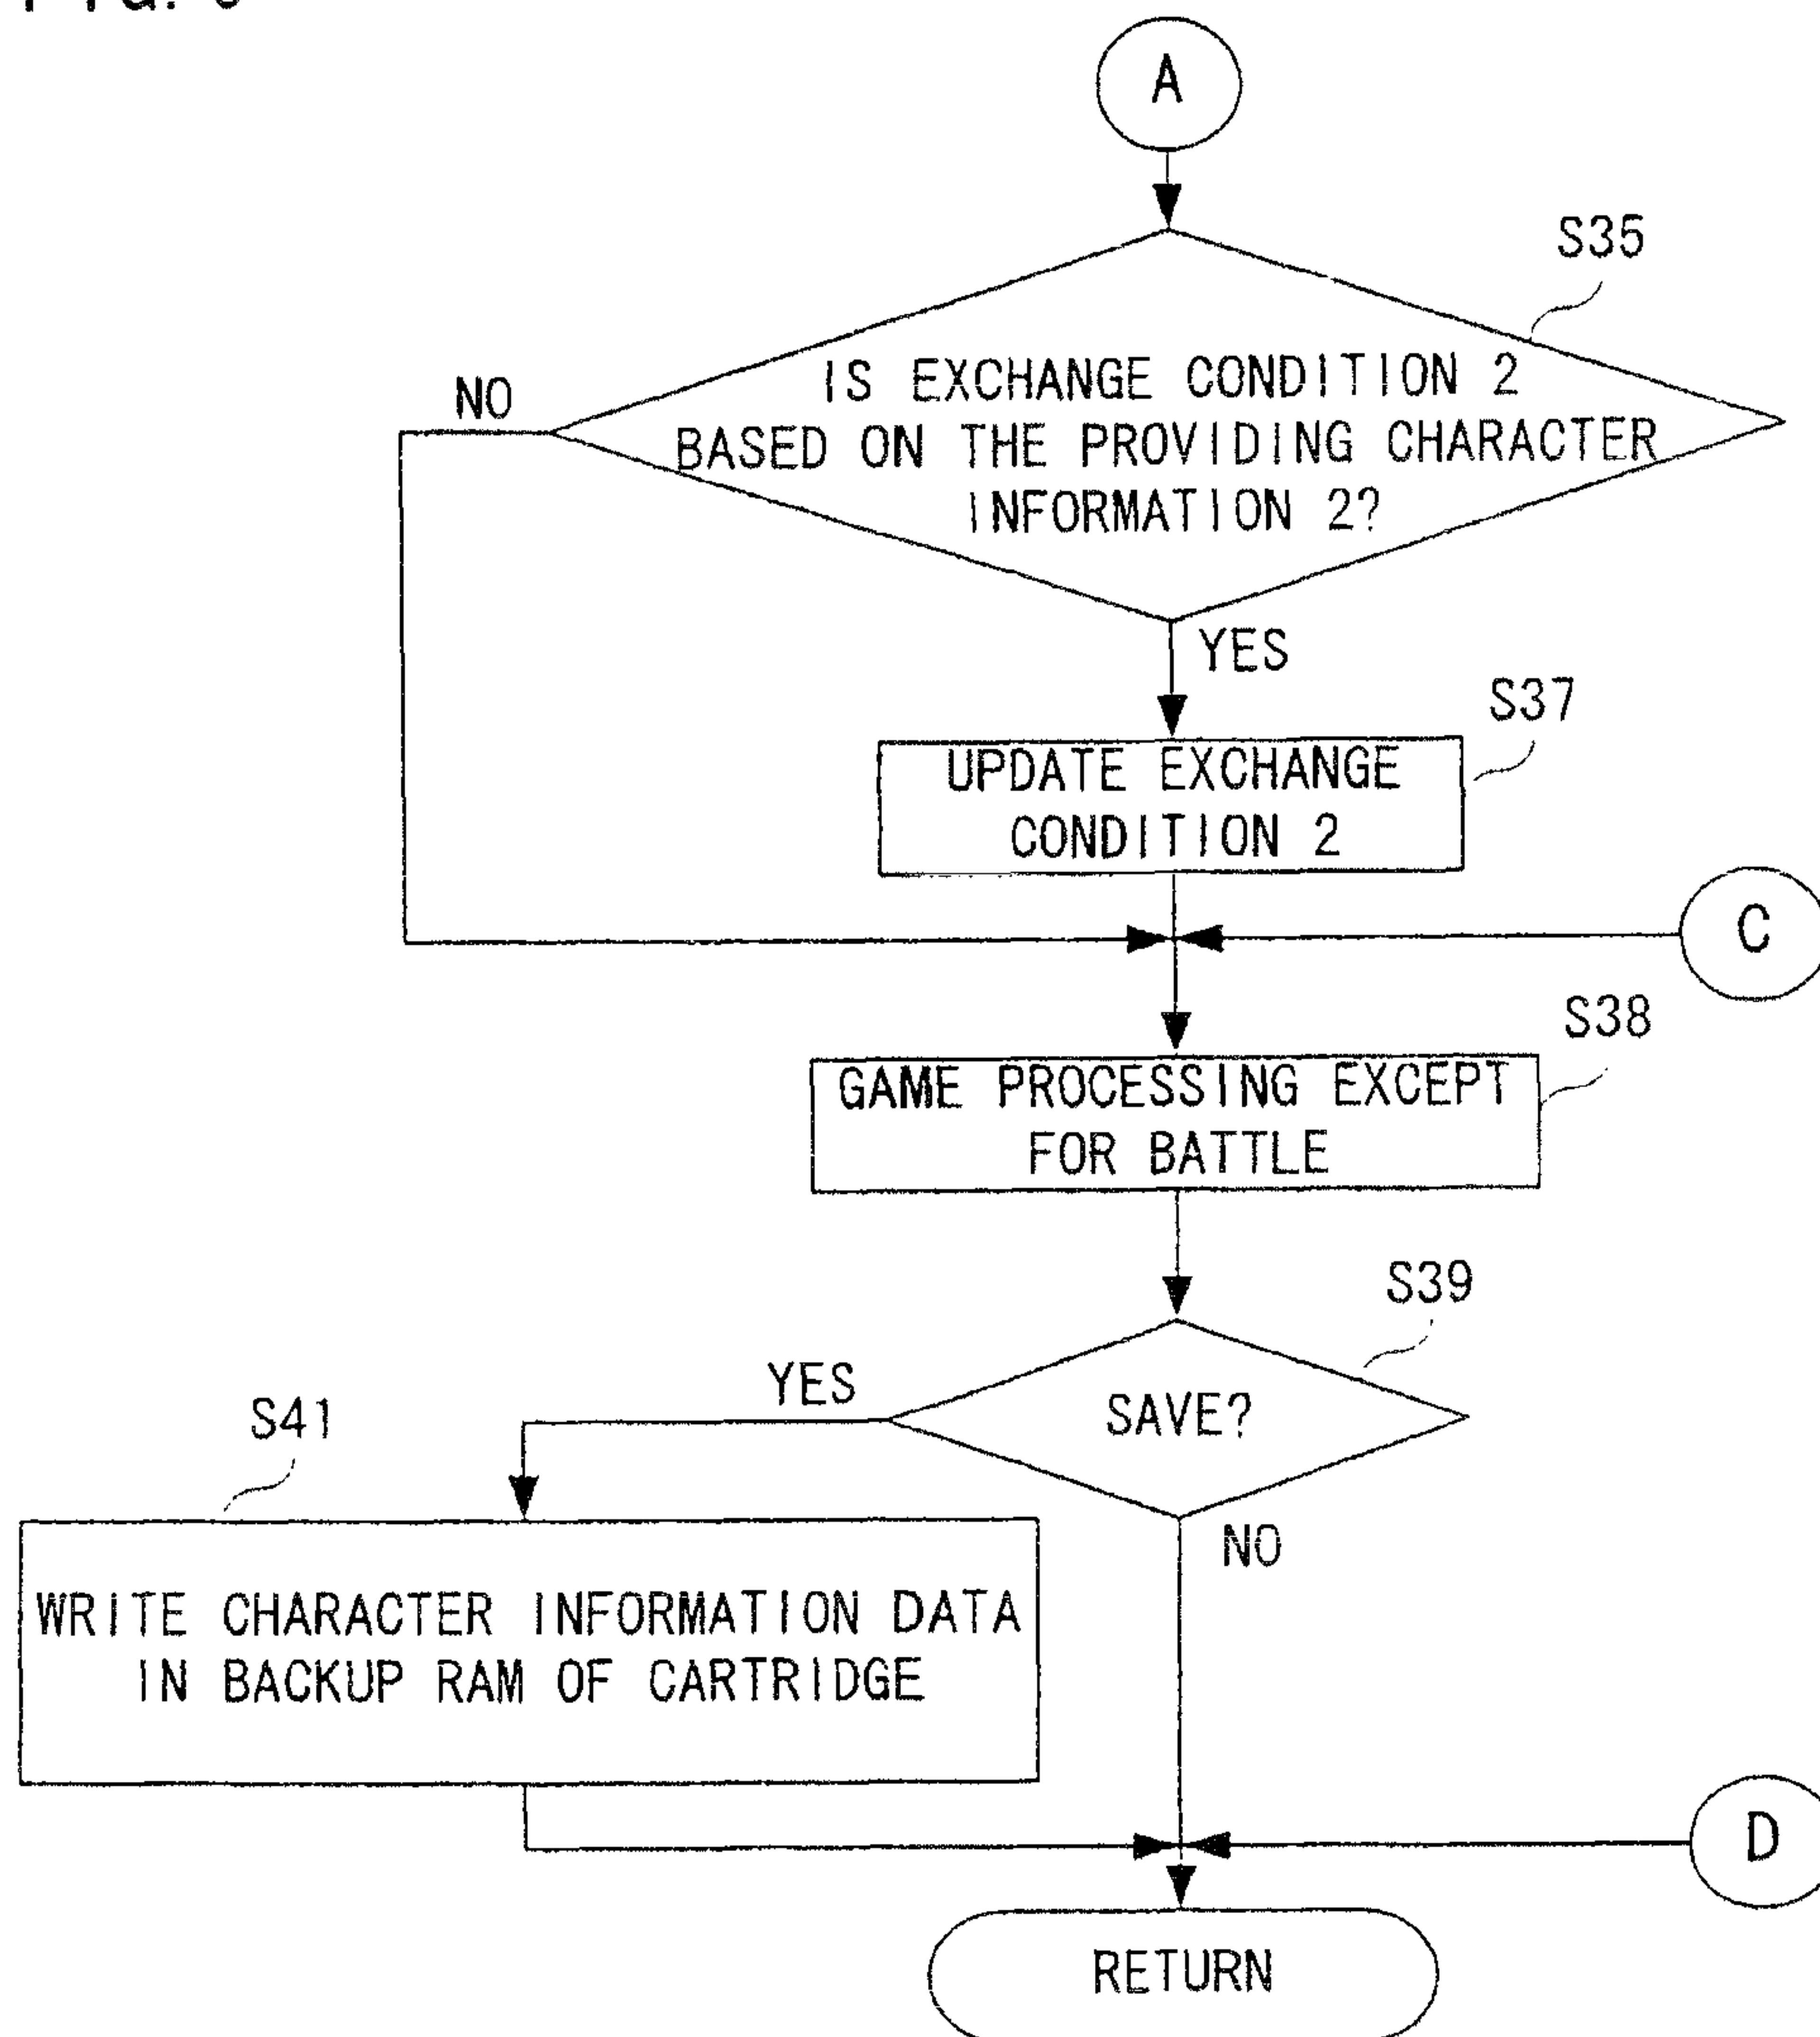 A
S35
IS EXCHANGE CONDITION 2
BASED ON THE PROVIDING CHARACTER
INFORMATION 2?
NO
YES
S37
UPDATE EXCHANGE
CONDITION 2
C
S38
GAME PROCESSING EXCEPT
FOR BATTLE
S39
SAVE?
YES
NO
S41
WRITE CHARACTER INFORMATION DATA
IN BACKUP RAM OF CARTRIDGE
D
RETURN